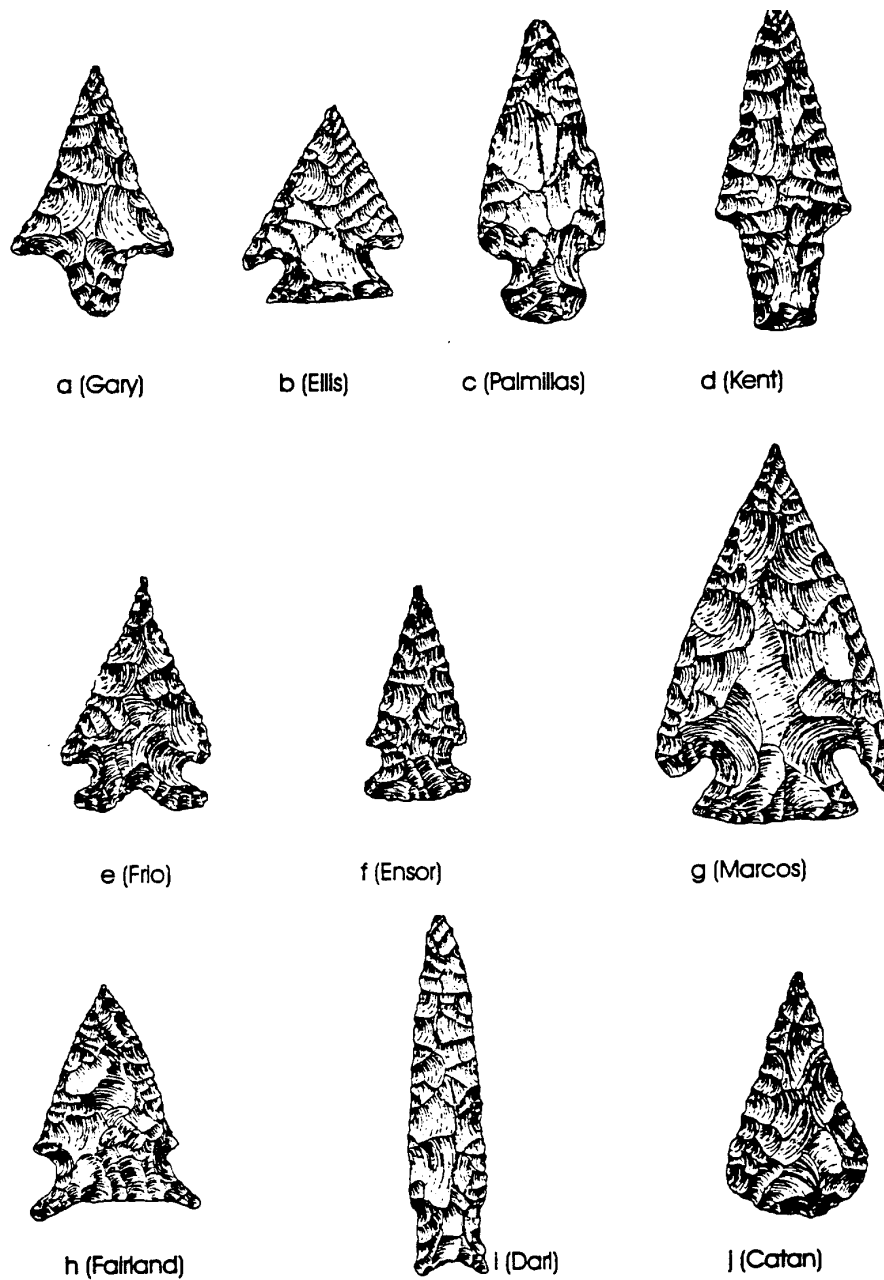 a (Gary)
b (Ellis)
c (Palmillas)
d (Kent)
e (Frio)
f (Ensor)
g (Marcos)
h (Fairland)
i (Darl)
j (Catan)